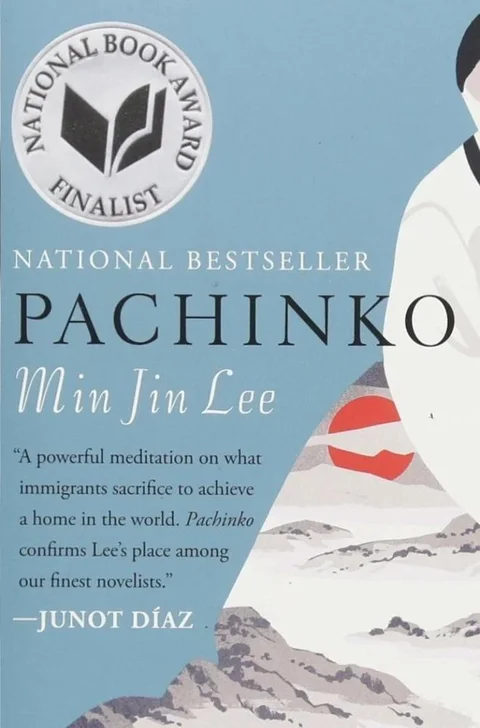 NATIONAL BOOK AWARD
FINALIST
NATIONAL BESTSELLER
PACHINKO
Min Jin Lee
“A powerful meditation on what
immigrants sacrifice to achieve
a home in the world. Pachinko
confirms Lee’s place among
our finest novelists.”
—JUNOT DÍAZ